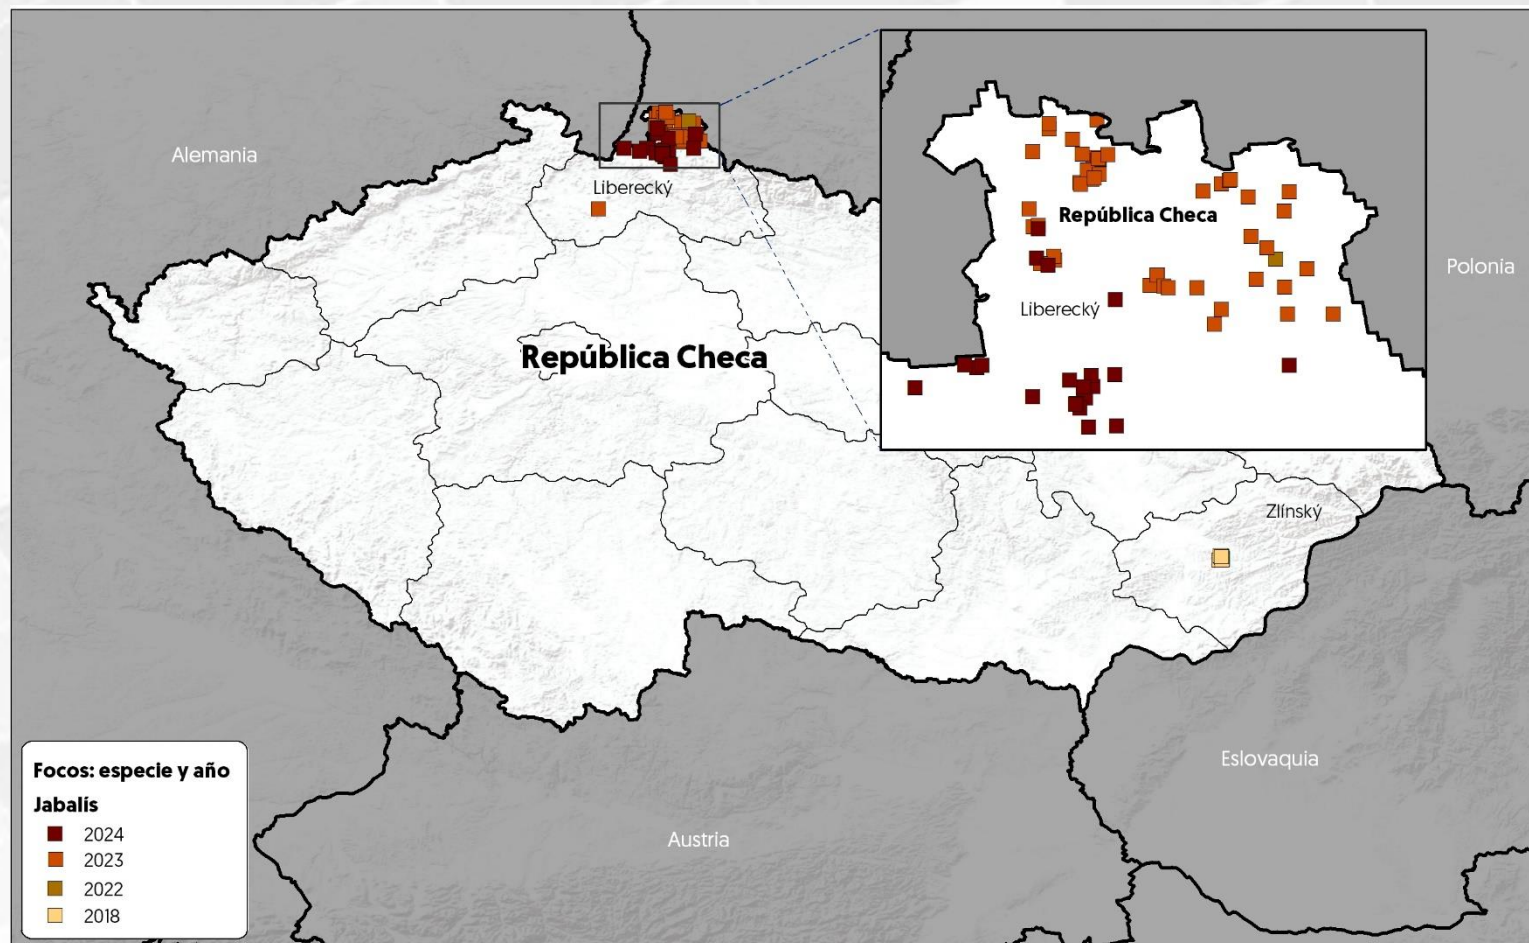 Alemania
Liberecký
República Checa
República Checa
Liberecký
Polonia
Zlínský
Eslovaquia
Austria
Focos: especie y año
Jabalís
2024
2023
2022
2018